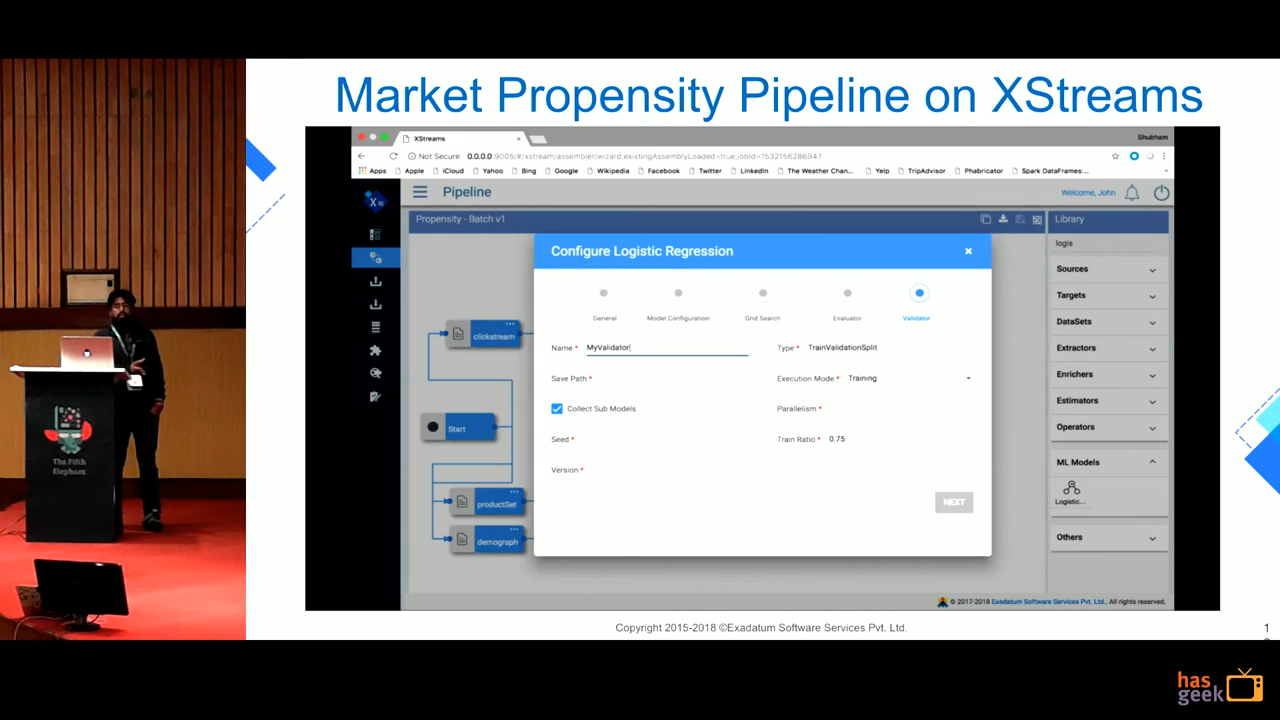 Market Propensity Pipeline on XStreams
XStreams
Shubham
Not Secure 0.0.0.0:9005/#/xstream/assembler/wizard;existingAssemblyLoaded=true;objId=1532156286947
Apps Apple iCloud Yahoo Bing Google Wikipedia Facebook Twitter LinkedIn The Weather Chan... Yelp TripAdvisor Phabricator Spark DataFrames:...
Pipeline
Welcome, John
Propensity - Batch v1
Library
logis
Configure Logistic Regression
General
Model Configuration
Grid Search
Evaluator
Validator
Name * MyValidator
Type * TrainValidationSplit
Save Path *
Execution Mode * Training
Collect Sub Models
Parallelism *
Seed *
Train Ratio * 0.75
Version *
NEXT
clickstream
Start
productSet
demograph
Sources
Targets
DataSets
Extractors
Enrichers
Estimators
Operators
ML Models
Logistic...
Others
© 2017-2018 Exadatum Software Services Pvt. Ltd.. All rights reserved.
Copyright 2015-2018 ©Exadatum Software Services Pvt. Ltd.
1
The Fifth
Elephant
has
geek